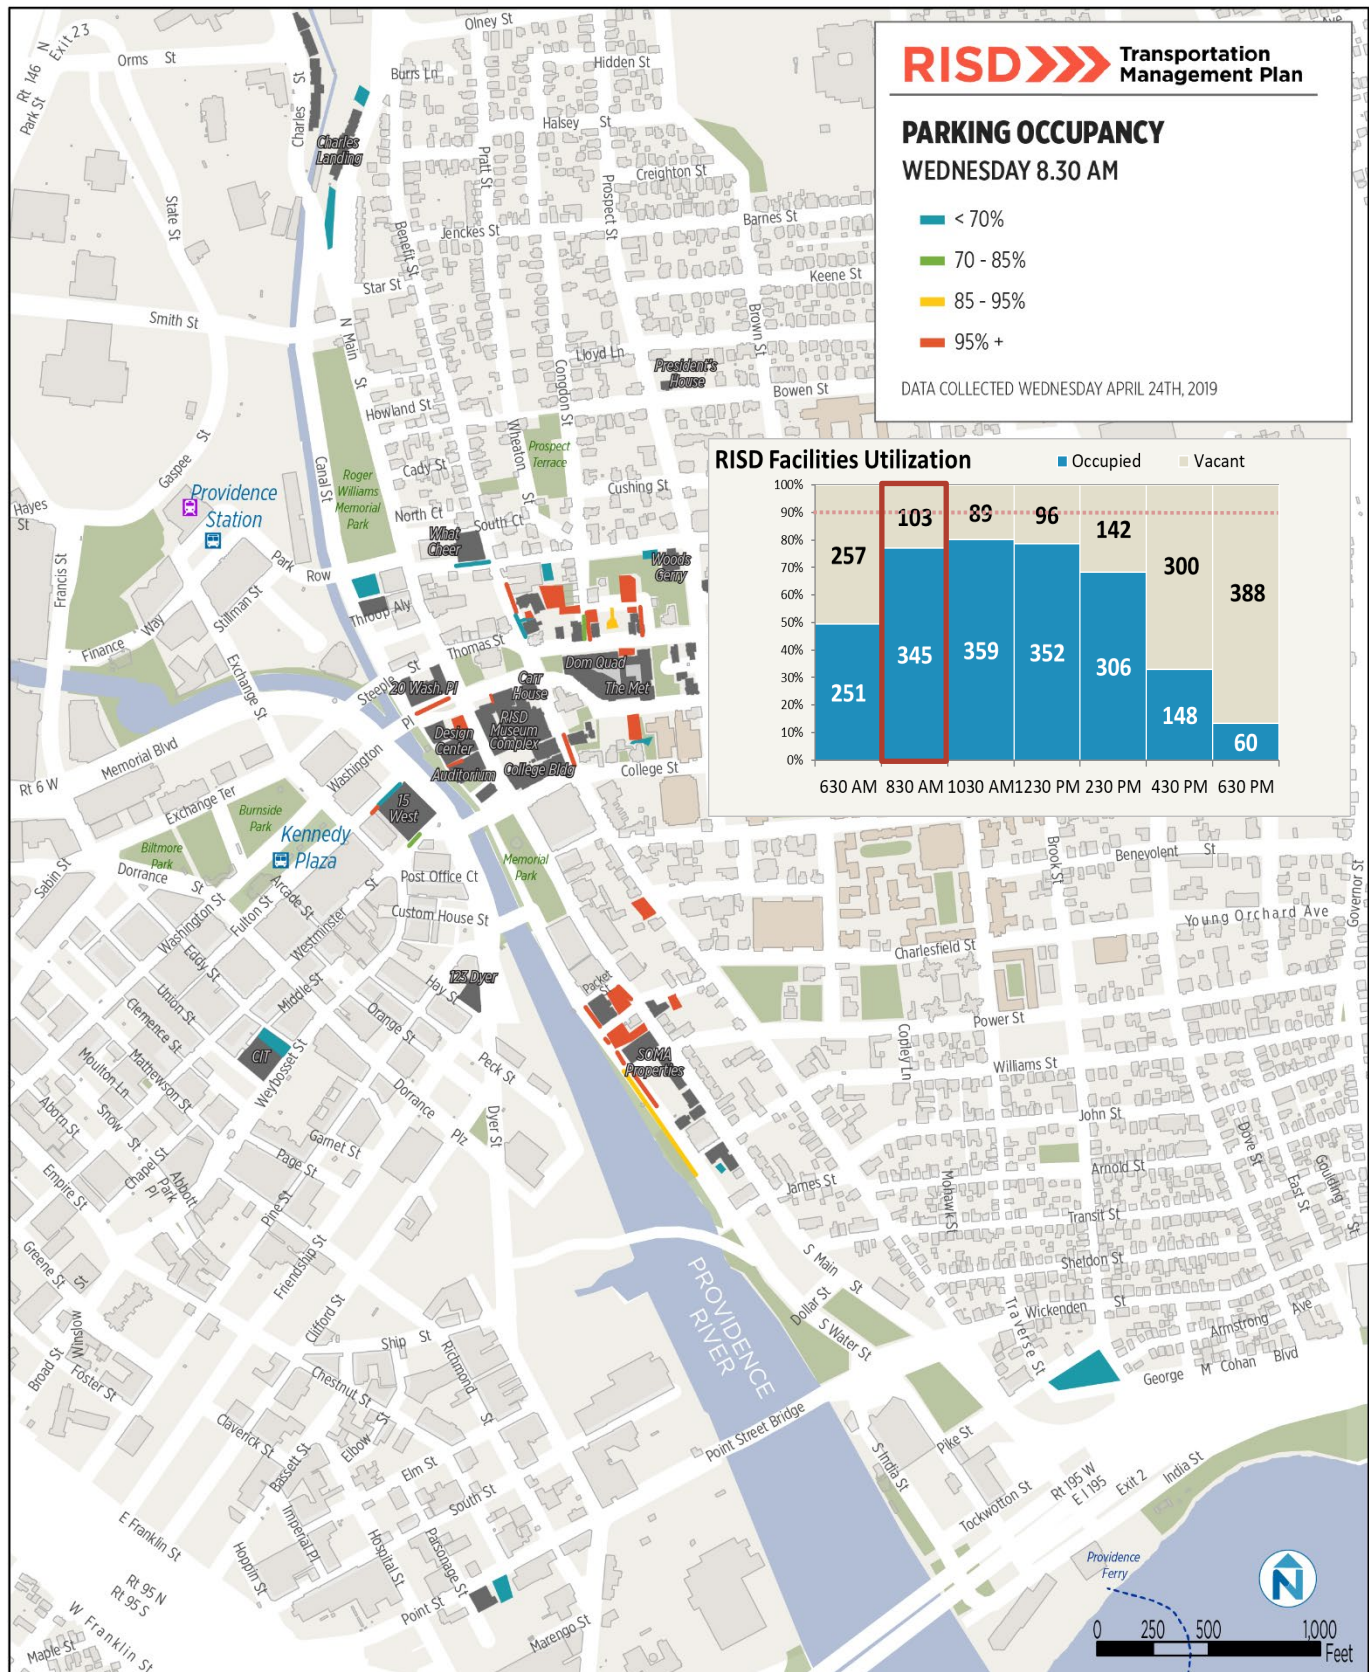 RISD
Transportation
Management Plan
PARKING OCCUPANCY
WEDNESDAY 8.30 AM
< 70%
70 - 85%
85 - 95%
95% +
DATA COLLECTED WEDNESDAY APRIL 24TH, 2019
RISD Facilities Utilization
Occupied
Vacant
100%
90%
80%
70%
60%
50%
40%
30%
20%
10%
0%
257
103
89
96
142
300
388
251
345
359
352
306
148
60
630 AM
830 AM
1030 AM
1230 PM
230 PM
430 PM
630 PM
Rt 146 N
Exit 23
Park St
Orms St
Charles St
Olney St
Burrs Ln
Hidden St
Charles
Landing
Halsey St
Pratt St
Prospect St
Creighton St
State St
Benefit St
Jenckes St
Barnes St
Star St
Keene St
Smith St
N Main St
Brown St
Lloyd Ln
President's
House
Congdon St
Bowen St
Howland St
Wheaton St
Prospect
Terrace
Gaspee St
Canal St
Cady St
Roger
Williams
Memorial
Park
Cushing St
Hayes
St
Providence
Station
North Ct
South Ct
What
Cheer
Woods
Gerry
Francis St
Park Row
Stillman St
Throop Aly
Finance Way
Thomas St
Dom Quad
The Met
Exchange St
Steeple St
20 Wash. Pl
Carr
House
RISD
Museum
Complex
Design
Center
Auditorium
College Bldg
College St
Memorial Blvd
Rt 6 W
Washington Pl
Exchange Ter
Burnside
Park
15
West
Biltmore
Park
Kennedy
Plaza
Memorial
Park
Sabin St
Dorrance St
Washington St
Fulton St
Arcade St
Westminster St
Post Office Ct
Custom House St
Eddy St
Brook St
Benevolent St
Governor St
Young Orchard Ave
Charlesfield St
Union St
Middle St
123 Dyer
Hay St
Packet St
Clemence St
Orange St
Power St
Mathewson St
Moulton Ln
CIT
Weybosset St
Peck St
SOMA
Properties
Copley Ln
Williams St
Aborn St
Snow St
Dorrance Plz
Dyer St
John St
Dove St
Garnet St
Chapel St
Page St
Abbott
Park
Pl
Empire St
Pine St
James St
Mohawk St
Arnold St
East St
Goulding St
Transit St
Greene St
Friendship St
Sheldon St
S Main St
PROVIDENCE
RIVER
Dollar St
S Water St
Traverse St
Wickenden St
Armstrong Ave
Winslow St
Clifford St
Ship St
Richmond St
Broad St
Foster St
Chestnut St
George M Cohan Blvd
Claverick St
Elbow St
Bassett St
Elm St
South St
Point Street Bridge
Pike St
S India St
Imperial Pl
Tockwotton St
Rt 195 W
E I 195
Exit 2
India St
E Franklin St
Hoppin St
Hospital St
Parsonage St
Point St
Marengo St
Rt 95 N
Rt 95 S
W Franklin St
Maple St
Providence
Ferry
N
0
250
500
1,000
Feet